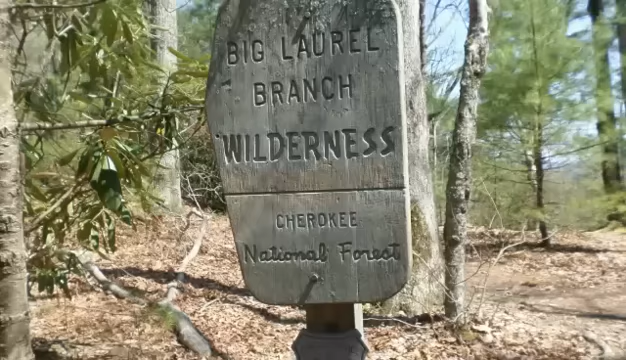 BIG LAUREL
BRANCH
WILDERNESS
CHEROKEE
National Forest